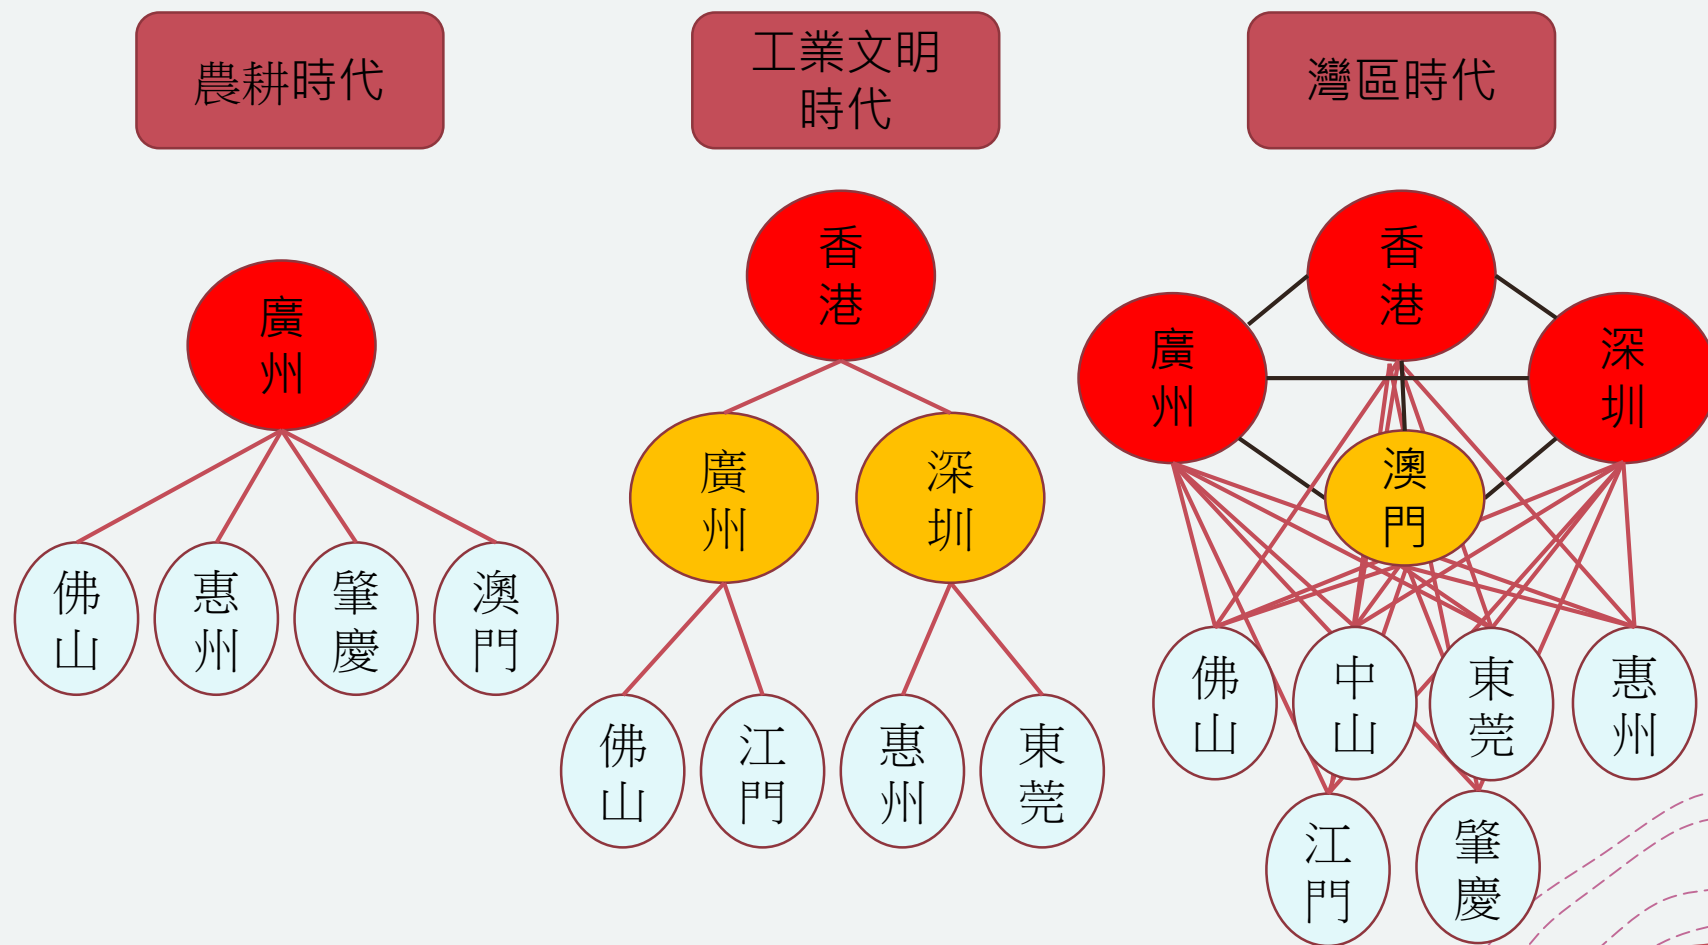 農耕時代
廣
州
佛
山
惠
州
肇
慶
澳
門
工業文明
時代
香
港
廣
州
深
圳
佛
山
江
門
惠
州
東
莞
灣區時代
香
港
廣
州
深
圳
澳
門
佛
山
中
山
東
莞
惠
州
江
門
肇
慶